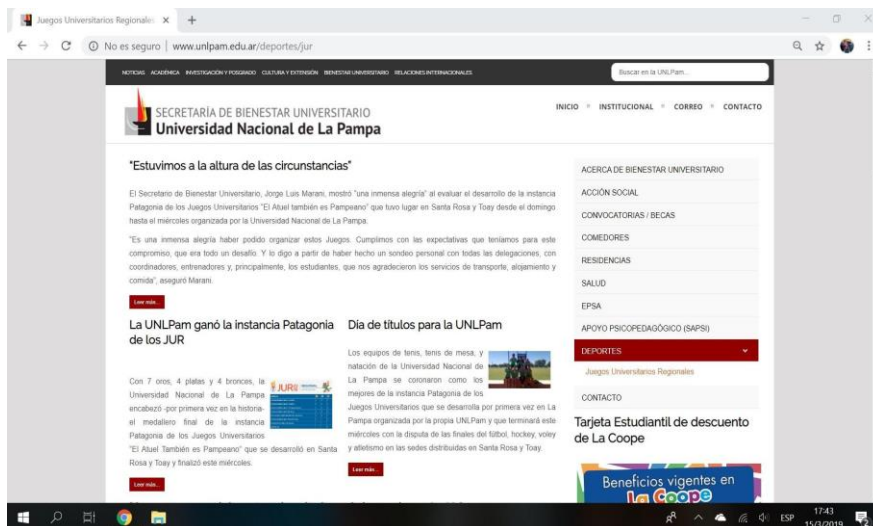 Juegos Universitarios Regionales
No es seguro | www.unlpam.edu.ar/deportes/jur
NOTICIAS ACADÉMICA INVESTIGACIÓN Y POSGRADO CULTURA Y EXTENSIÓN BIENESTAR UNIVERSITARIO RELACIONES INTERNACIONALES
Buscar en la UNLPam...
SECRETARÍA DE BIENESTAR UNIVERSITARIO
Universidad Nacional de La Pampa
INICIO INSTITUCIONAL CORREO CONTACTO
"Estuvimos a la altura de las circunstancias"
El Secretario de Bienestar Universitario, Jorge Luis Marani, mostró "una inmensa alegría" al evaluar el desarrollo de la instancia
Patagonia de los Juegos Universitarios "El Atuel también es Pampeano" que tuvo lugar en Santa Rosa y Toay desde el domingo
hasta el miércoles organizada por la Universidad Nacional de La Pampa.
"Es una inmensa alegría haber podido organizar estos Juegos. Cumplimos con las expectativas que teníamos para este
compromiso, que era todo un desafío. Y lo digo a partir de haber hecho un sondeo personal con todas las delegaciones, con
coordinadores, entrenadores y, principalmente, los estudiantes, que nos agradecieron los servicios de transporte, alojamiento y
comida", aseguró Marani.
Leer más...
La UNLPam ganó la instancia Patagonia
de los JUR
Con 7 oros, 4 platas y 4 bronces, la
Universidad Nacional de La Pampa
encabezó -por primera vez en la historia-
el medallero final de la instancia
Patagonia de los Juegos Universitarios
"El Atuel También es Pampeano" que se desarrolló en Santa
Rosa y Toay y finalizó este miércoles.
JUR
Leer más...
Día de títulos para la UNLPam
Los equipos de tenis, tenis de mesa, y
natación de la Universidad Nacional de
La Pampa se coronaron como los
mejores de la instancia Patagonia de los
Juegos Universitarios que se desarrolla por primera vez en La
Pampa organizada por la propia UNLPam y que terminará este
miércoles con la disputa de las finales del fútbol, hockey, voley
y atletismo en las sedes distribuidas en Santa Rosa y Toay.
Leer más...
ACERCA DE BIENESTAR UNIVERSITARIO
ACCIÓN SOCIAL
CONVOCATORIAS / BECAS
COMEDORES
RESIDENCIAS
SALUD
EPSA
APOYO PSICOPEDAGÓGICO (SAPSI)
DEPORTES
Juegos Universitarios Regionales
CONTACTO
Tarjeta Estudiantil de descuento
de La Coope
Beneficios vigentes en
la Coope
ESP
17:43
15/3/2019